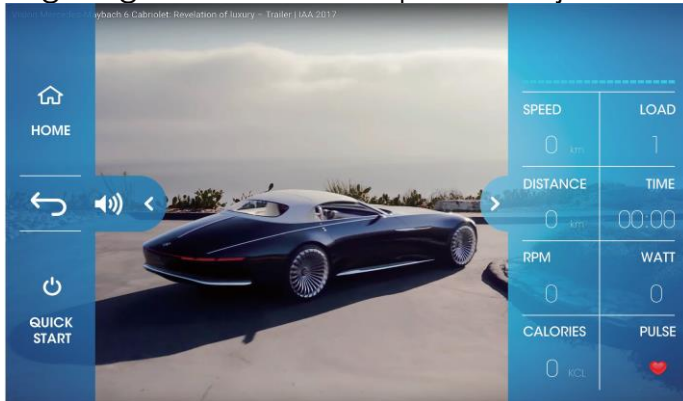 Maybach 6 Cabriolet: Revelation of luxury – Trailer | IAA 2017
HOME
QUICK
START
SPEED
LOAD
0 km
1
DISTANCE
TIME
0 km
00:00
RPM
WATT
0
0
CALORIES
PULSE
0 KCL